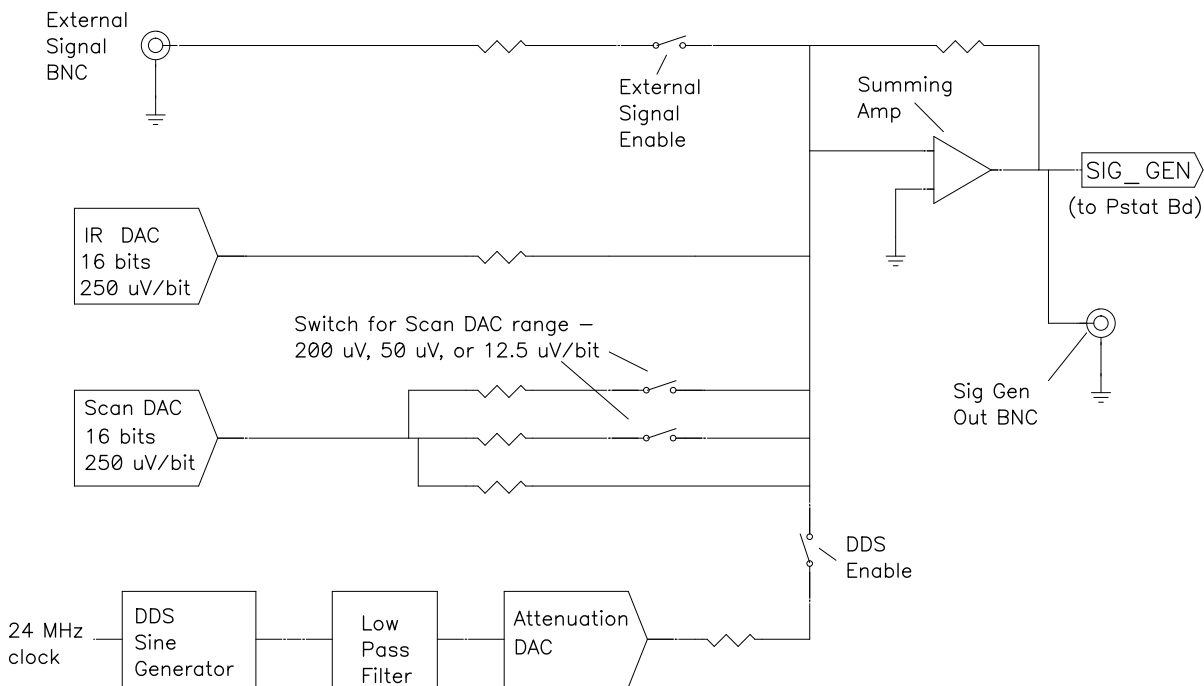 External
Signal
BNC
External
Signal
Enable
Summing
Amp
SIG_GEN
(to Pstat Bd)
IR DAC
16 bits
250 uV/bit
Switch for Scan DAC range –
200 uV, 50 uV, or 12.5 uV/bit
Scan DAC
16 bits
250 uV/bit
Sig Gen
Out BNC
DDS
Enable
24 MHz
clock
DDS
Sine
Generator
Low
Pass
Filter
Attenuation
DAC